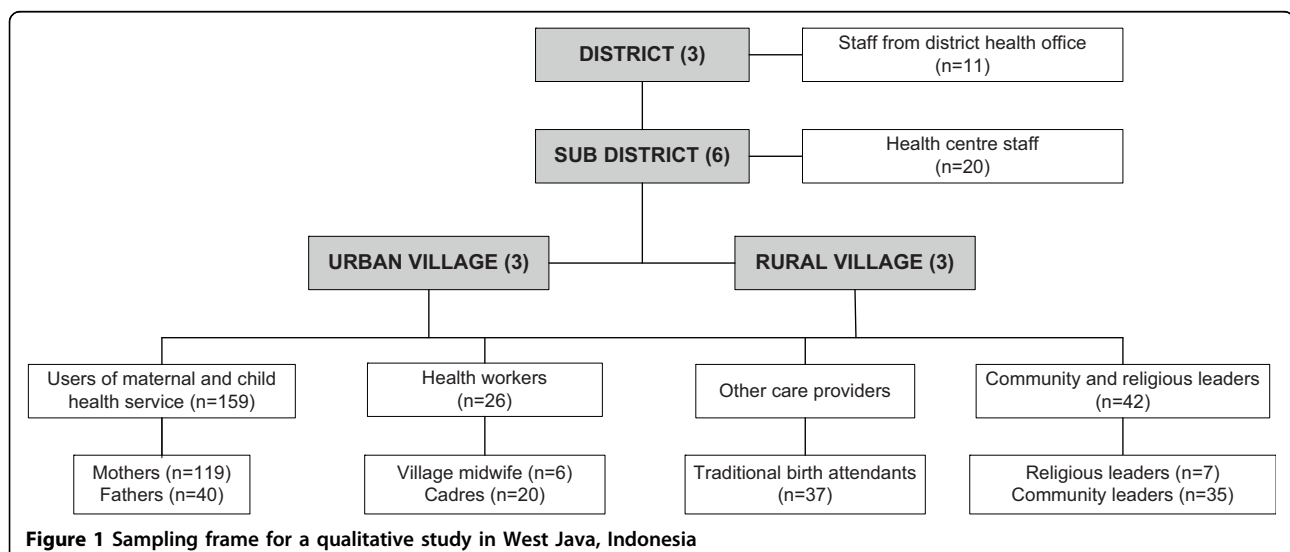 DISTRICT (3)
Staff from district health office
(n=11)
SUB DISTRICT (6)
Health centre staff
(n=20)
URBAN VILLAGE (3)
RURAL VILLAGE (3)
Users of maternal and child
health service (n=159)
Health workers
(n=26)
Other care providers
Community and religious leaders
(n=42)
Mothers (n=119)
Fathers (n=40)
Village midwife (n=6)
Cadres (n=20)
Traditional birth attendants
(n=37)
Religious leaders (n=7)
Community leaders (n=35)
Figure 1 Sampling frame for a qualitative study in West Java, Indonesia